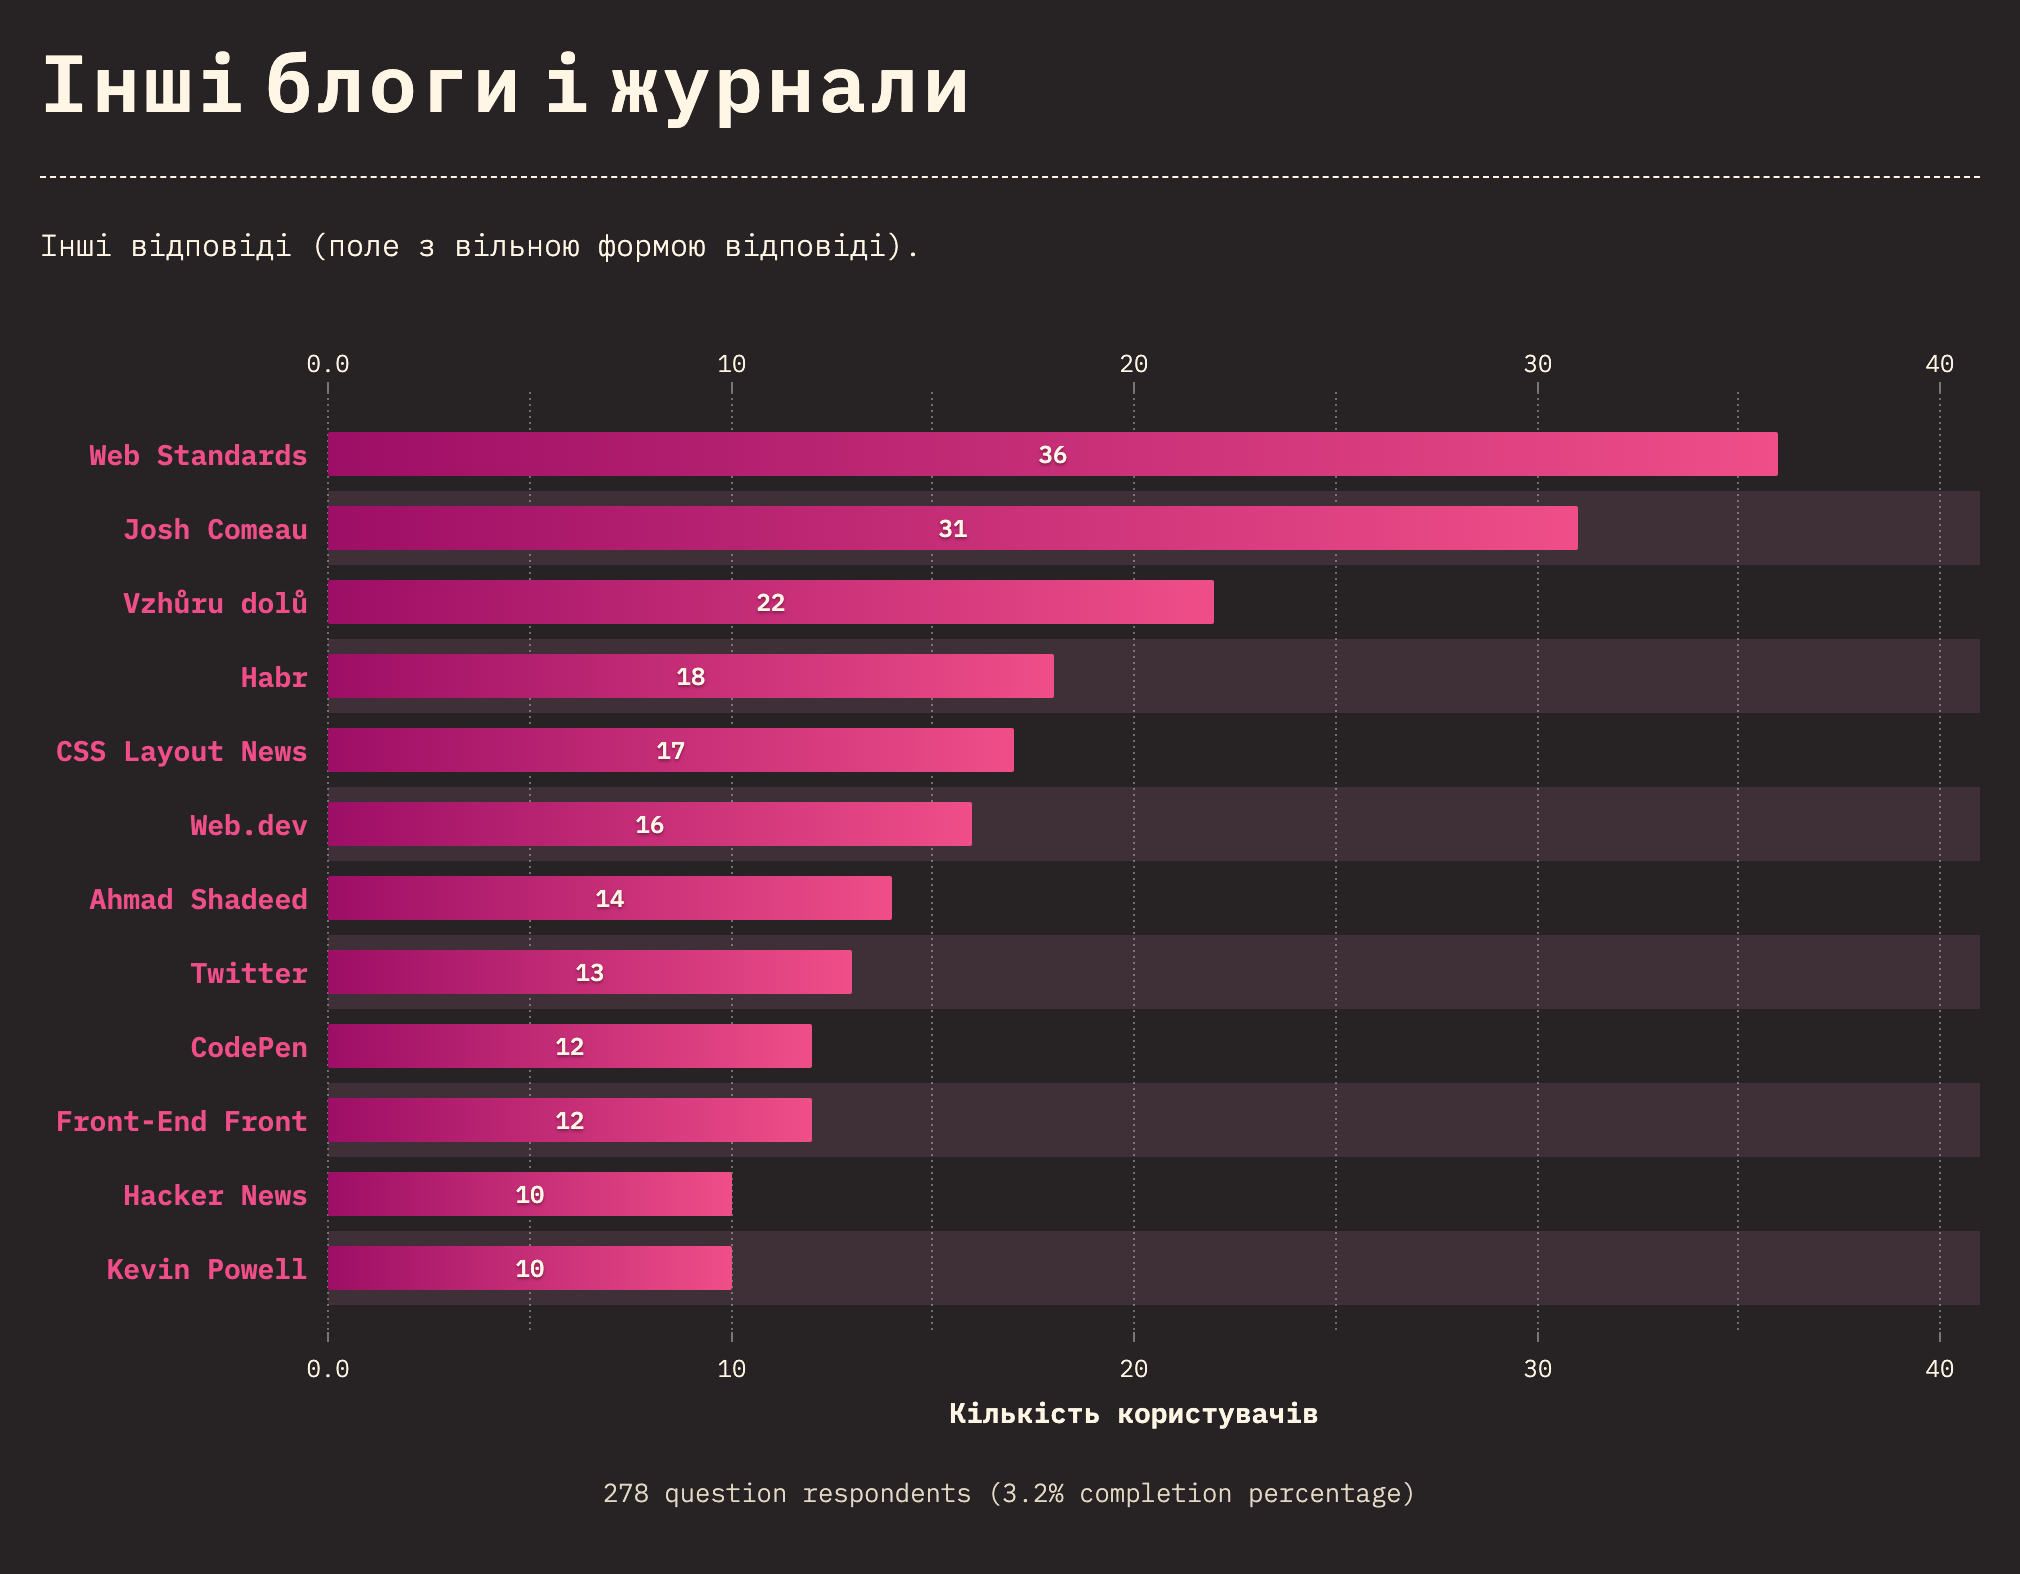 Інші блоги і журнали
Інші відповіді (поле з вільною формою відповіді).
0.0 10 20 30 40
Web Standards 36
Josh Comeau 31
Vzhůru dolů 22
Habr 18
CSS Layout News 17
Web.dev 16
Ahmad Shadeed 14
Twitter 13
CodePen 12
Front-End Front 12
Hacker News 10
Kevin Powell 10
0.0 10 20 30 40
Кількість користувачів
278 question respondents (3.2% completion percentage)